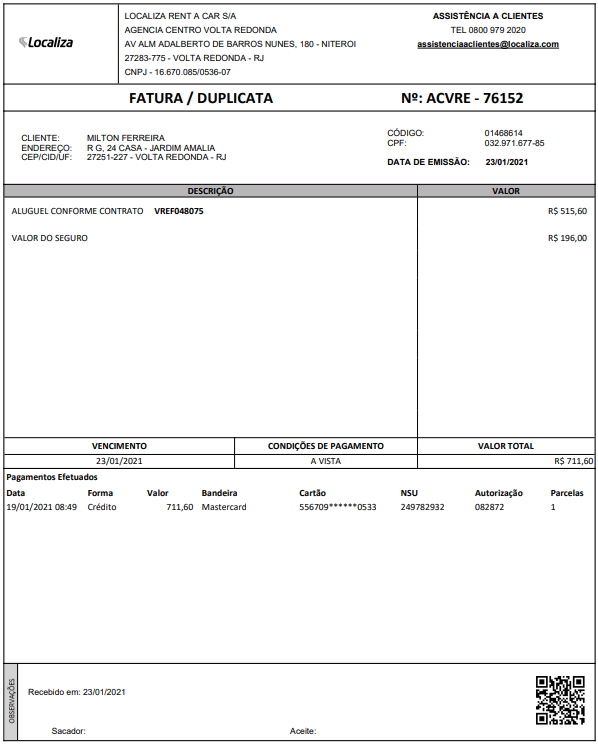 Localiza
LOCALIZA RENT A CAR S/A
AGENCIA CENTRO VOLTA REDONDA
AV ALM ADALBERTO DE BARROS NUNES, 180 - NITEROI
27283-775 - VOLTA REDONDA - RJ
CNPJ - 16.670.085/0536-07
ASSISTÊNCIA A CLIENTES
TEL 0800 979 2020
assistenciaaclientes@localiza.com
FATURA / DUPLICATA Nº: ACVRE - 76152
CLIENTE: MILTON FERREIRA
ENDEREÇO: R G, 24 CASA - JARDIM AMALIA
CEP/CID/UF: 27251-227 - VOLTA REDONDA - RJ
CÓDIGO: 01468614
CPF: 032.971.677-85
DATA DE EMISSÃO: 23/01/2021
DESCRIÇÃO VALOR
ALUGUEL CONFORME CONTRATO VREF048075 R$ 515,60
VALOR DO SEGURO R$ 196,00
VENCIMENTO CONDIÇÕES DE PAGAMENTO VALOR TOTAL
23/01/2021 A VISTA R$ 711,60
Pagamentos Efetuados
Data Forma Valor Bandeira Cartão NSU Autorização Parcelas
19/01/2021 08:49 Crédito 711,60 Mastercard 556709******0533 249782932 082872 1
OBSERVAÇÕES
Recebido em: 23/01/2021
Sacador: Aceite: